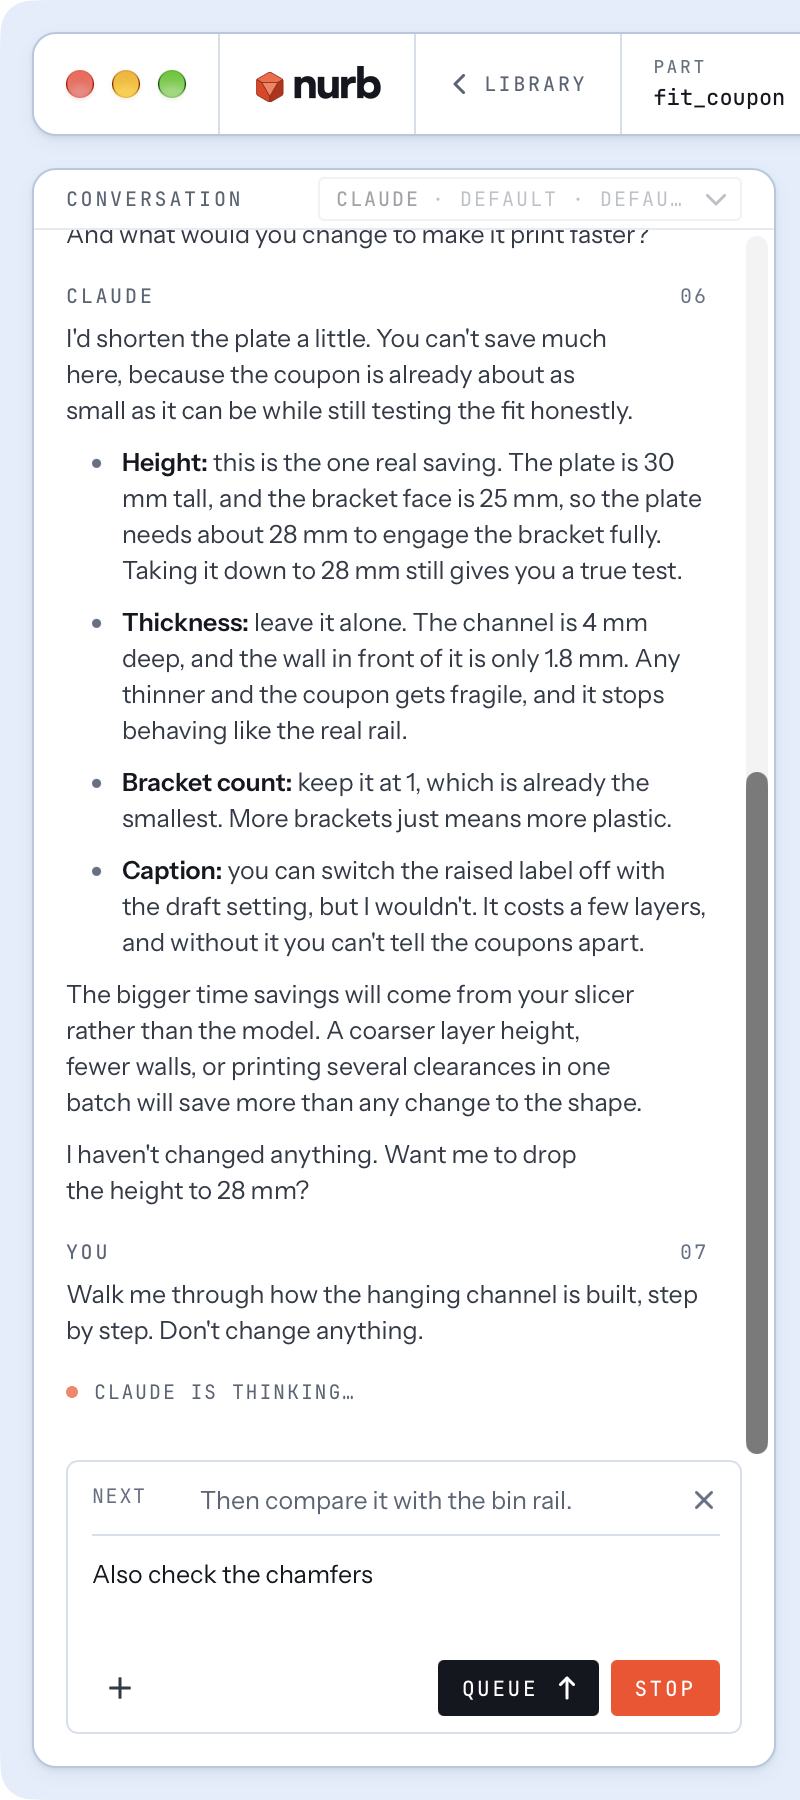 nurb
LIBRARY
PART
fit_coupon
CONVERSATION
CLAUDE · DEFAULT · DEFAU…
And what would you change to make it print faster?
CLAUDE 06
I'd shorten the plate a little. You can't save much
here, because the coupon is already about as
small as it can be while still testing the fit honestly.
• Height: this is the one real saving. The plate is 30
mm tall, and the bracket face is 25 mm, so the plate
needs about 28 mm to engage the bracket fully.
Taking it down to 28 mm still gives you a true test.
• Thickness: leave it alone. The channel is 4 mm
deep, and the wall in front of it is only 1.8 mm. Any
thinner and the coupon gets fragile, and it stops
behaving like the real rail.
• Bracket count: keep it at 1, which is already the
smallest. More brackets just means more plastic.
• Caption: you can switch the raised label off with
the draft setting, but I wouldn't. It costs a few layers,
and without it you can't tell the coupons apart.
The bigger time savings will come from your slicer
rather than the model. A coarser layer height,
fewer walls, or printing several clearances in one
batch will save more than any change to the shape.
I haven't changed anything. Want me to drop
the height to 28 mm?
YOU 07
Walk me through how the hanging channel is built, step
by step. Don't change anything.
CLAUDE IS THINKING…
NEXT Then compare it with the bin rail.
Also check the chamfers
QUEUE ↑ STOP